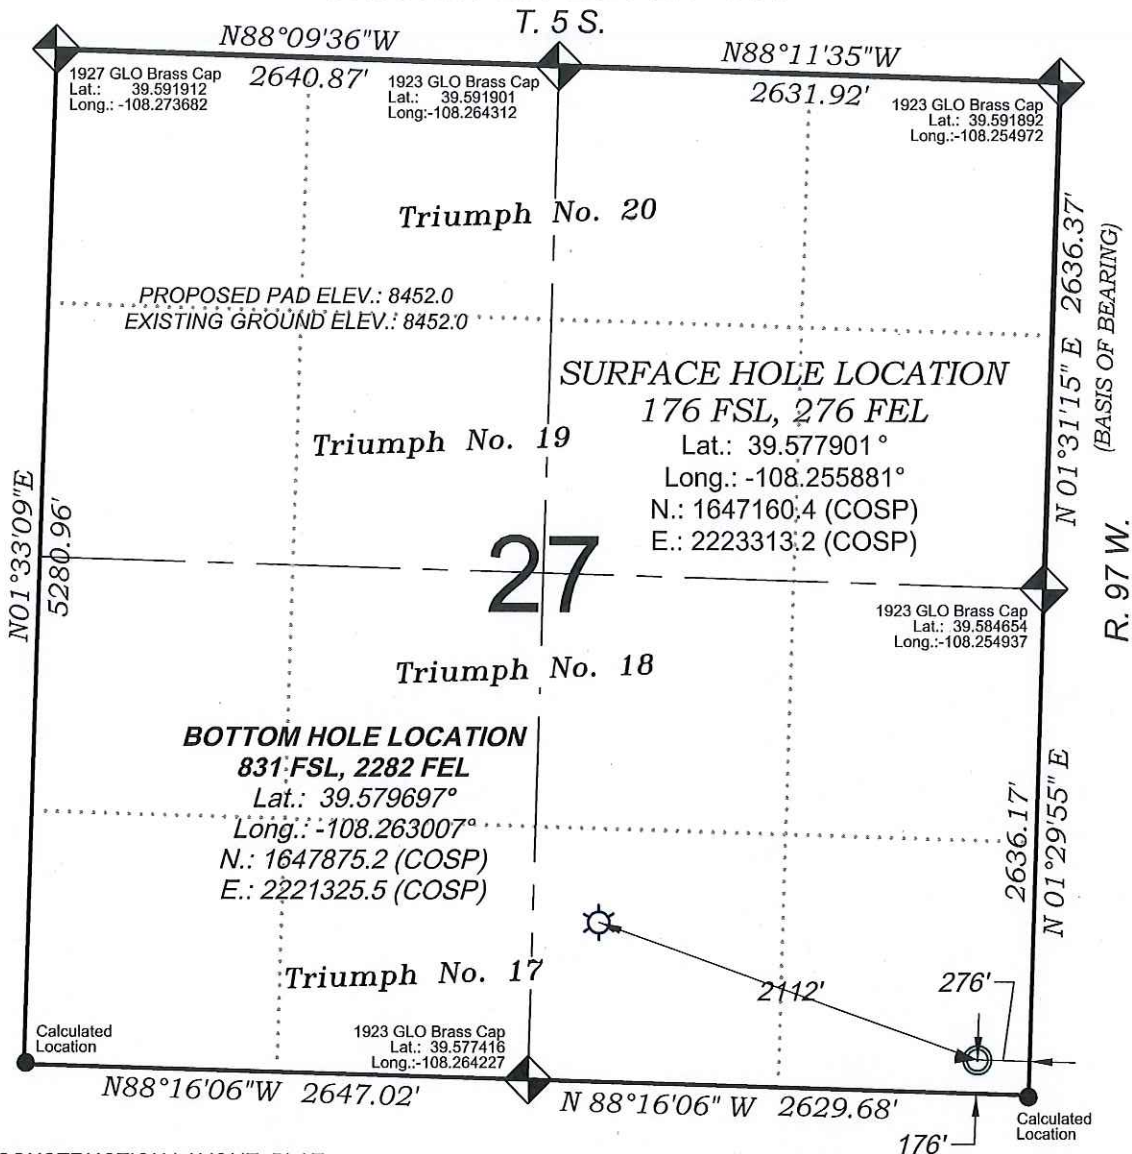 T. 5 S.
N88°09'36"W
2640.87'
N88°11'35"W
2631.92'
1927 GLO Brass Cap
Lat.: 39.591912
Long.: -108.273682
1923 GLO Brass Cap
Lat.: 39.591901
Long:-108.264312
1923 GLO Brass Cap
Lat.: 39.591892
Long.:-108.254972
Triumph No. 20
N 01°31'15" E 2636.37'
(BASIS OF BEARING)
PROPOSED PAD ELEV.: 8452.0
EXISTING GROUND ELEV.: 8452.0
SURFACE HOLE LOCATION
176 FSL, 276 FEL
Lat.: 39.577901°
Long.: -108.255881°
N.: 1647160.4 (COSP)
E.: 2223313.2 (COSP)
Triumph No. 19
N01°33'09"E
5280.96'
27
R. 97 W.
1923 GLO Brass Cap
Lat.: 39.584654
Long.:-108.254937
Triumph No. 18
BOTTOM HOLE LOCATION
831 FSL, 2282 FEL
Lat.: 39.579697°
Long.: -108.263007°
N.: 1647875.2 (COSP)
E.: 2221325.5 (COSP)
2636.17'
N 01°29'55" E
Triumph No. 17
2112'
276'
Calculated
Location
1923 GLO Brass Cap
Lat.: 39.577416
Long.:-108.264227
N88°16'06"W 2647.02'
N 88°16'06" W 2629.68'
Calculated
Location
176'